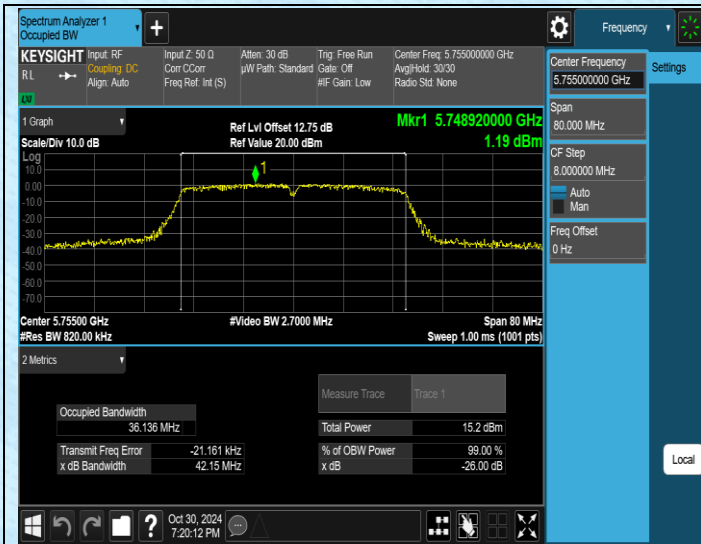 Spectrum Analyzer 1
Occupied BW
Frequency
KEYSIGHT
R L
LXI
Input: RF
Coupling: DC
Align: Auto
Input Z: 50 Ω
Corr CCorr
Freq Ref: Int (S)
Atten: 30 dB
µW Path: Standard
Trig: Free Run
Gate: Off
#IF Gain: Low
Center Freq: 5.755000000 GHz
Avg|Hold: 30/30
Radio Std: None
Center Frequency
5.755000000 GHz
Settings
Span
80.000 MHz
CF Step
8.000000 MHz
Auto
Man
Freq Offset
0 Hz
1 Graph
Scale/Div 10.0 dB
Ref Lvl Offset 12.75 dB
Ref Value 20.00 dBm
Mkr1 5.748920000 GHz
1.19 dBm
Log
1
10.0
0.00
-10.0
-20.0
-30.0
-40.0
-50.0
-60.0
-70.0
Center 5.75500 GHz
#Res BW 820.00 kHz
#Video BW 2.7000 MHz
Span 80 MHz
Sweep 1.00 ms (1001 pts)
2 Metrics
Measure Trace
Trace 1
Occupied Bandwidth
36.136 MHz
Total Power
15.2 dBm
Transmit Freq Error
-21.161 kHz
% of OBW Power
99.00 %
x dB Bandwidth
42.15 MHz
x dB
-26.00 dB
Local
?
Oct 30, 2024
7:20:12 PM